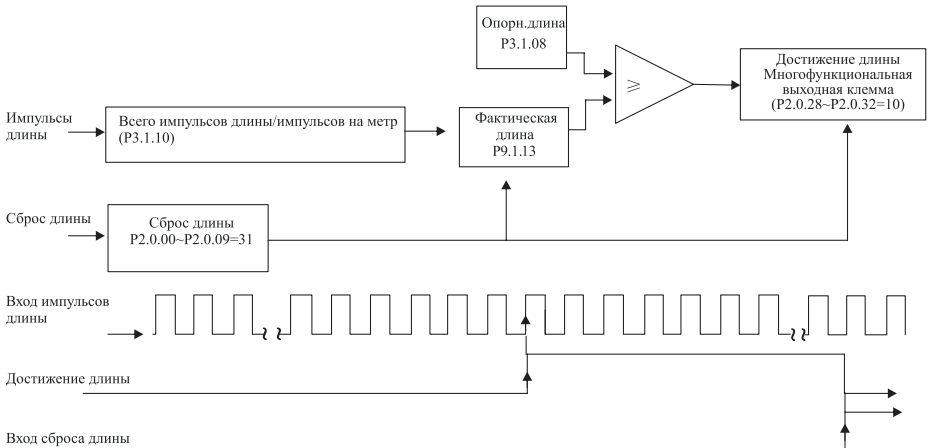 Опорн.длина
P3.1.08
Достижение длины
Многофункциональная
выходная клемма
(P2.0.28~P2.0.32=10)
≥
Импульсы
длины
Всего импульсов длины/импульсов на метр
(P3.1.10)
Фактическая
длина
P9.1.13
Сброс длины
Сброс длины
P2.0.00~P2.0.09=31
Вход импульсов
длины
Достижение длины
Вход сброса длины